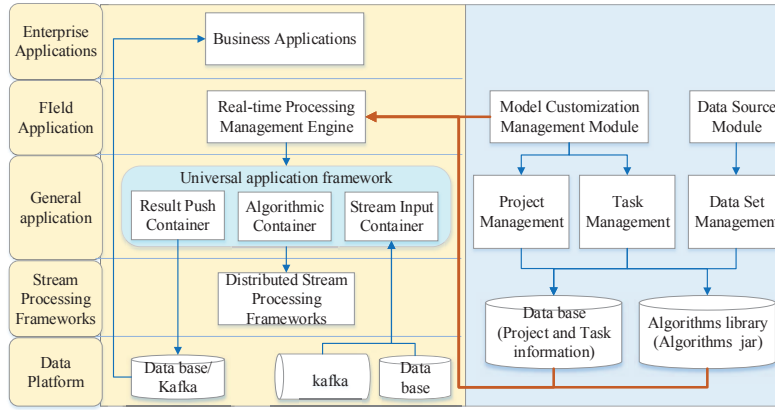 Enterprise
Applications
Business Applications
FIeld
Application
Real-time Processing
Management Engine
Model Customization
Management Module
Data Source
Module
General
application
Universal application framework
Result Push
Container
Algorithmic
Container
Stream Input
Container
Project
Management
Task
Management
Data Set
Management
Stream
Processing
Frameworks
Distributed Stream
Processing
Frameworks
Data base
(Project and Task
information)
Algorithms library
(Algorithms jar)
Data
Platform
Data base/
Kafka
kafka
Data
base